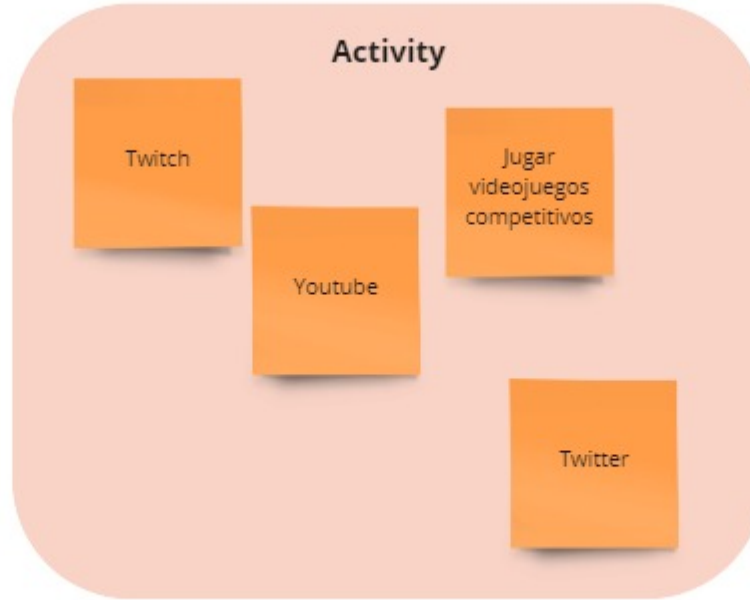 Activity
Twitch
Jugar
videojuegos
competitivos
Youtube
Twitter